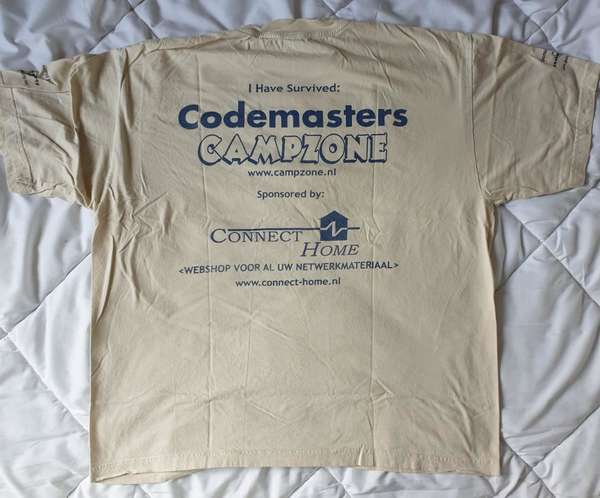 I Have Survived:
Codemasters
CAMPZONE
www.campzone.nl
Sponsored by:
CONNECT
HOME
<WEBSHOP VOOR AL UW NETWERKMATERIAAL>
www.connect-home.nl